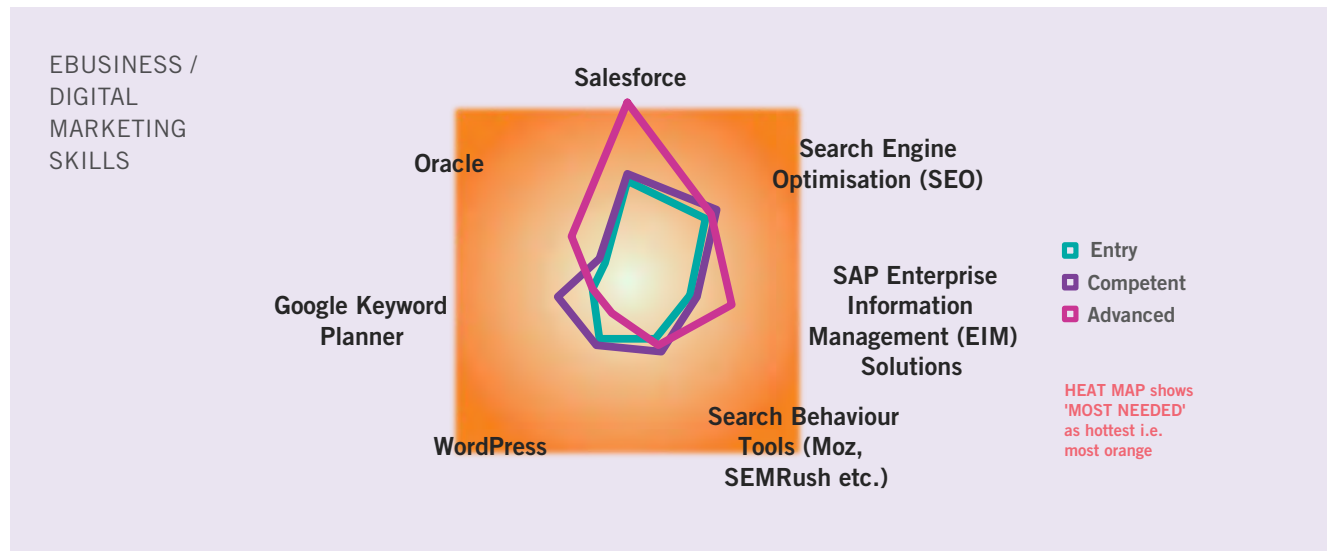 EBUSINESS /
DIGITAL
MARKETING
SKILLS
Salesforce
Search Engine
Optimisation (SEO)
SAP Enterprise
Information
Management (EIM)
Solutions
Search Behaviour
Tools (Moz,
SEMRush etc.)
WordPress
Google Keyword
Planner
Oracle
Entry
Competent
Advanced
HEAT MAP shows
'MOST NEEDED'
as hottest i.e.
most orange